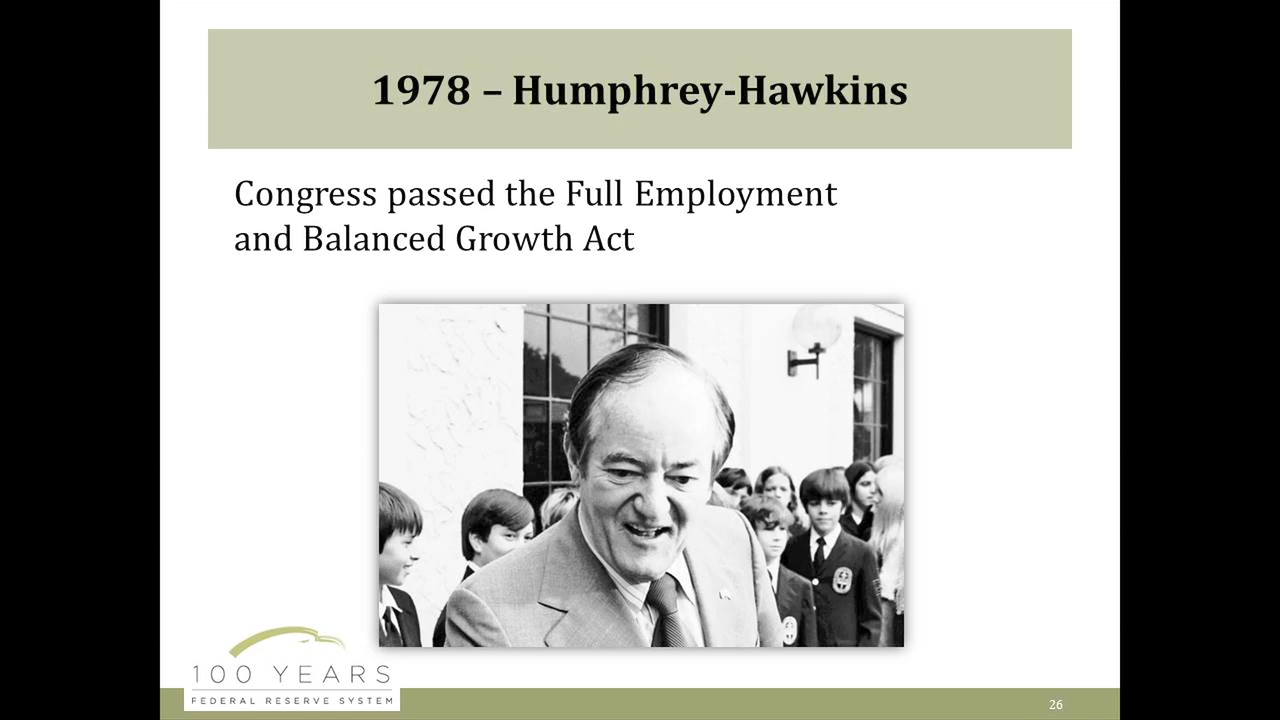 1978 – Humphrey-Hawkins
Congress passed the Full Employment
and Balanced Growth Act
100 YEARS
FEDERAL RESERVE SYSTEM
26